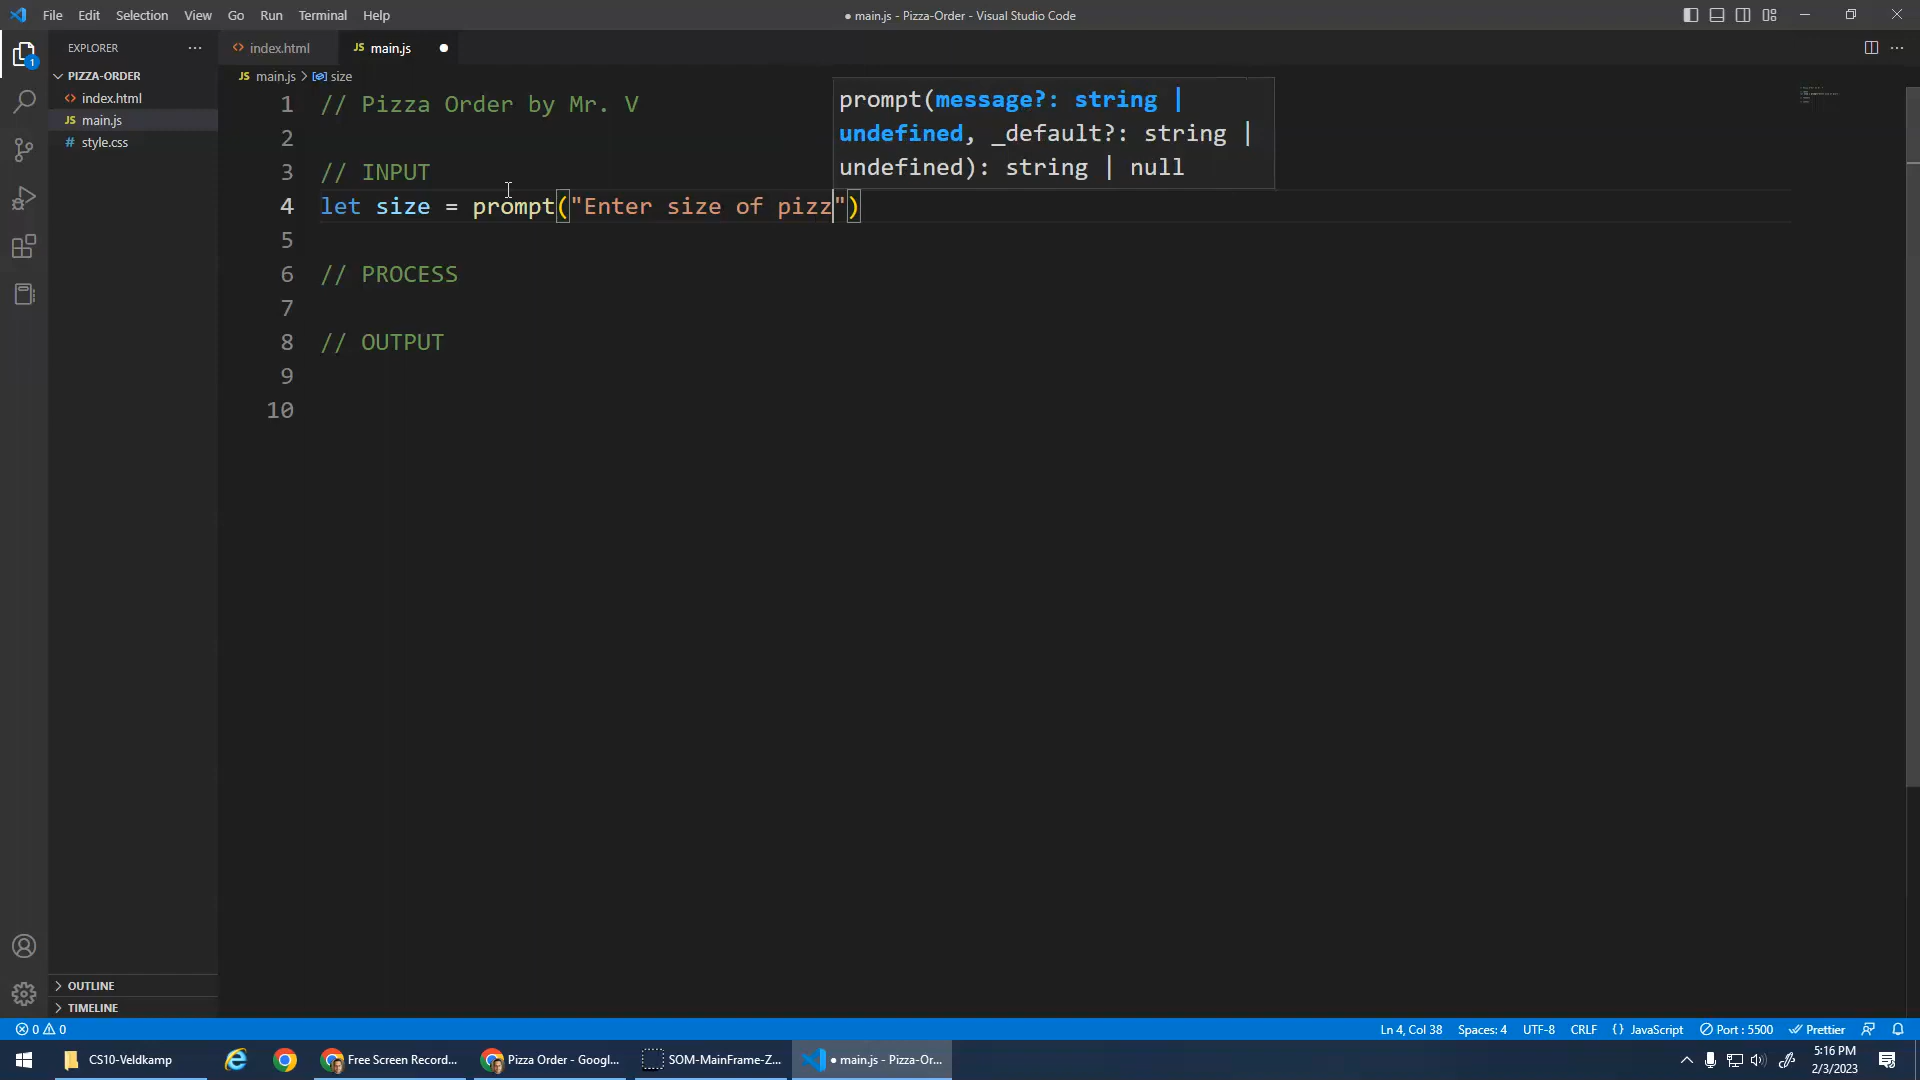 File Edit Selection View Go Run Terminal Help
● main.js - Pizza-Order - Visual Studio Code
EXPLORER
index.html
JS main.js
PIZZA-ORDER
JS main.js > size
index.html
JS main.js
# style.css
1 // Pizza Order by Mr. V
2
3 // INPUT
4 let size = prompt("Enter size of pizz")
5
6 // PROCESS
7
8 // OUTPUT
9
10
prompt(message?: string |
undefined, _default?: string |
undefined): string | null
1
OUTLINE
TIMELINE
0 0
Ln 4, Col 38 Spaces: 4 UTF-8 CRLF {} JavaScript Port : 5500 Prettier
CS10-Veldkamp
Free Screen Record...
Pizza Order - Googl...
SOM-MainFrame-Z...
● main.js - Pizza-Or...
5:16 PM
2/3/2023